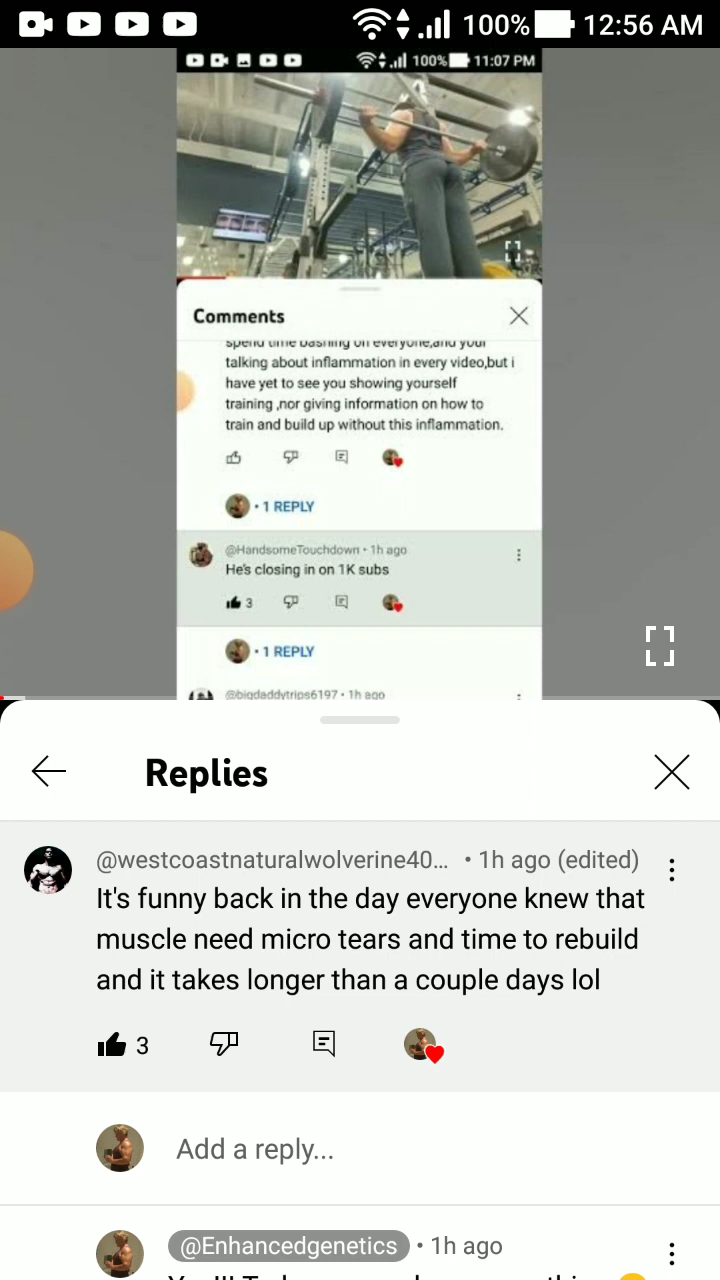 100% 12:56 AM
100% 11:07 PM
Comments
spend time bashing on everyone,and your
talking about inflammation in every video,but i
have yet to see you showing yourself
training ,nor giving information on how to
train and build up without this inflammation.
• 1 REPLY
@HandsomeTouchdown • 1h ago
He's closing in on 1K subs
3
• 1 REPLY
@bigdaddytrips6197 • 1h ago
Replies
@westcoastnaturalwolverine40... • 1h ago (edited)
It's funny back in the day everyone knew that
muscle need micro tears and time to rebuild
and it takes longer than a couple days lol
3
Add a reply...
@Enhancedgenetics • 1h ago